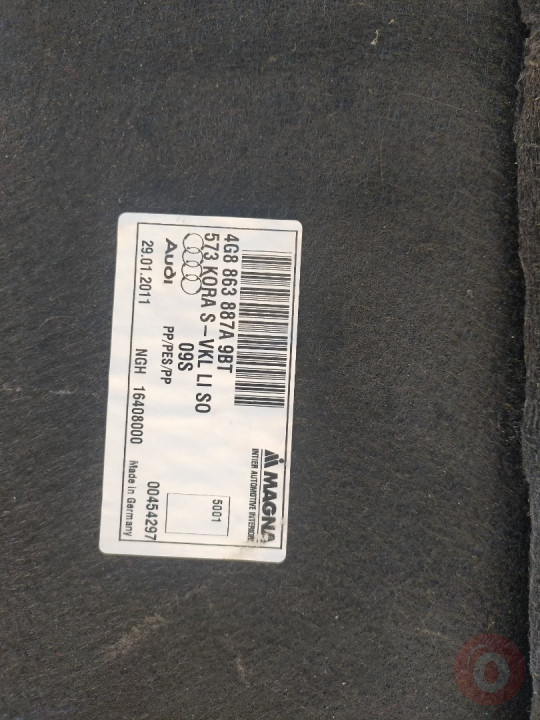 MAGNA
INTIER AUTOMOTIVE INTERIORS
4G8 863 887A 9BT
573 KORA S-VKL LI SO
09S
5001
Audi
PP/PES/PP
00454297
29.01.2011 NGH 16408000 Made in Germany